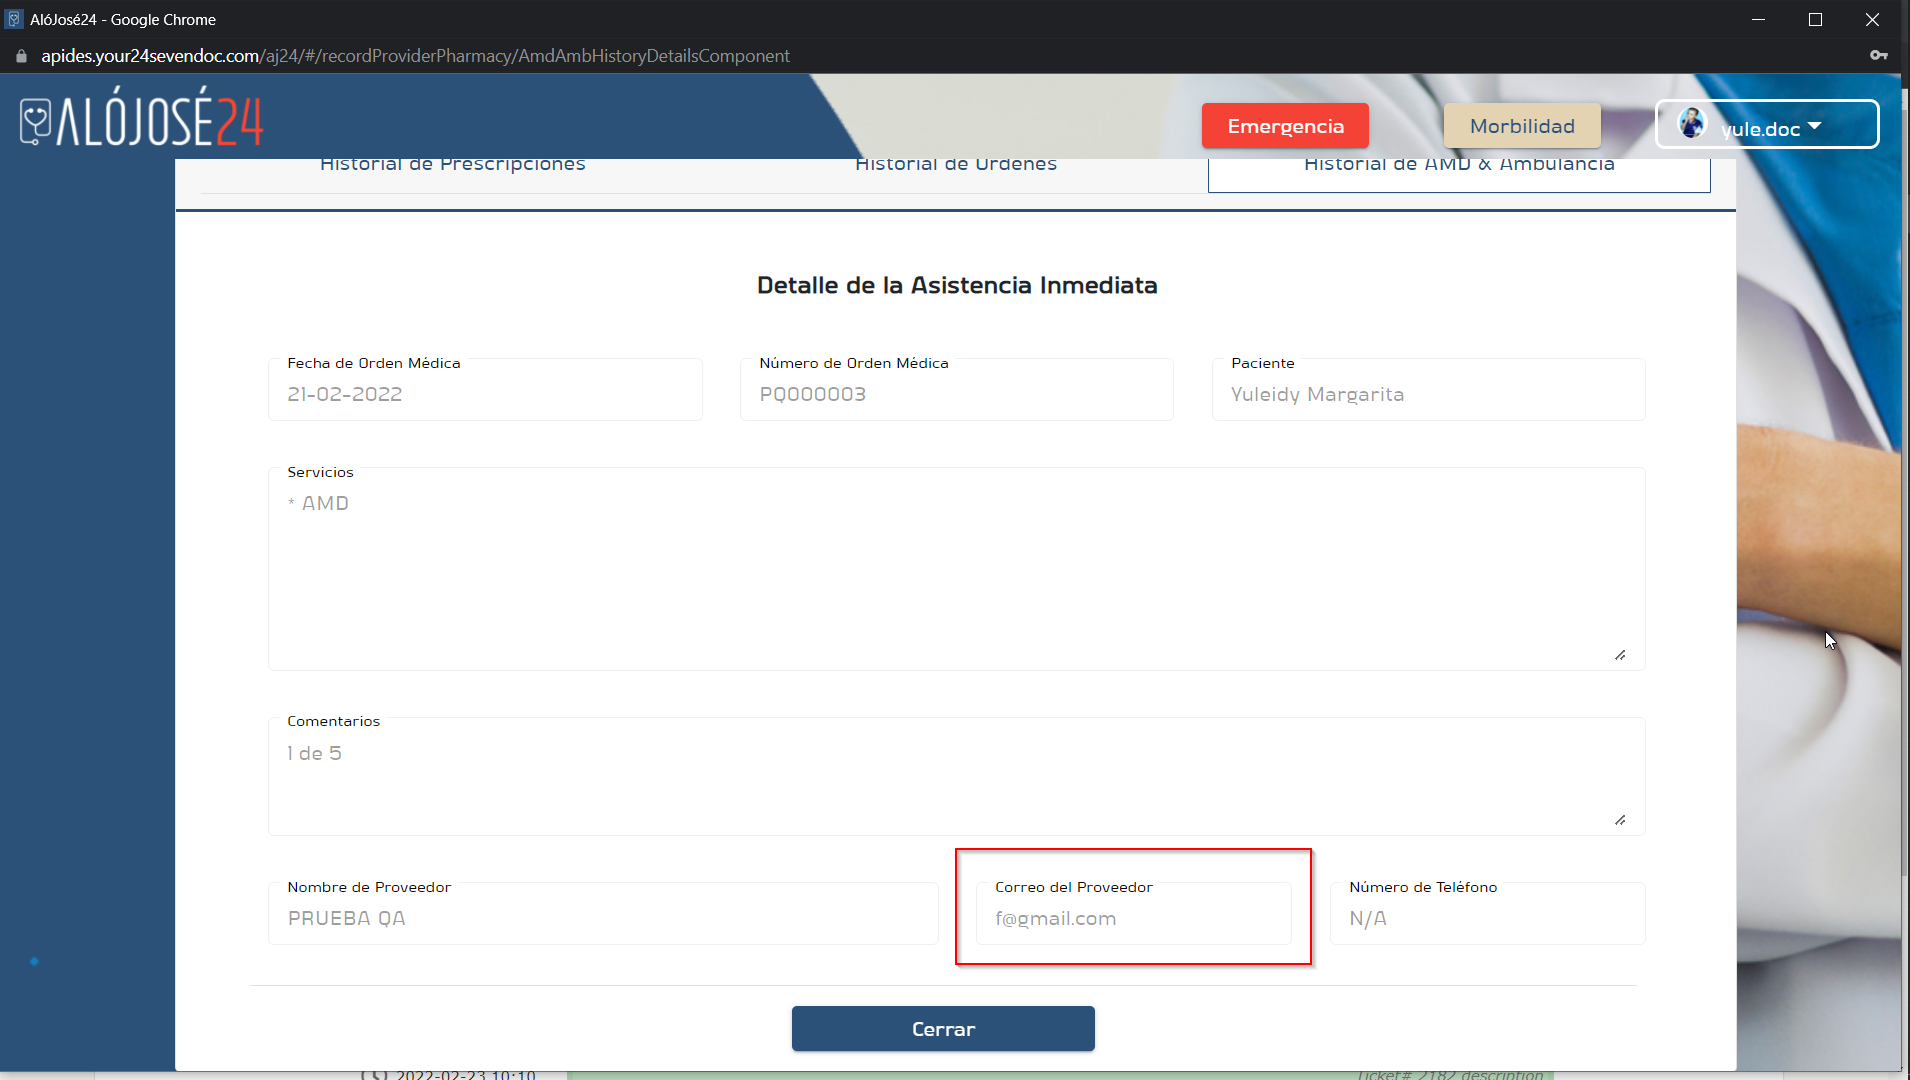 AlóJosé24 - Google Chrome
apides.your24sevendoc.com/aj24/#/recordProviderPharmacy/AmdAmbHistoryDetailsComponent
ALÓJOSÉ24
Emergencia
Morbilidad
yule.doc
Historial de Prescripciones
Historial de Órdenes
Historial de AMD & Ambulancia
Detalle de la Asistencia Inmediata
Fecha de Orden Médica
21-02-2022
Número de Orden Médica
PQ000003
Paciente
Yuleidy Margarita
Servicios
* AMD
Comentarios
1 de 5
Nombre de Proveedor
PRUEBA QA
Correo del Proveedor
f@gmail.com
Número de Teléfono
N/A
Cerrar
2022-02-23 10:10
Ticket# 2182 description